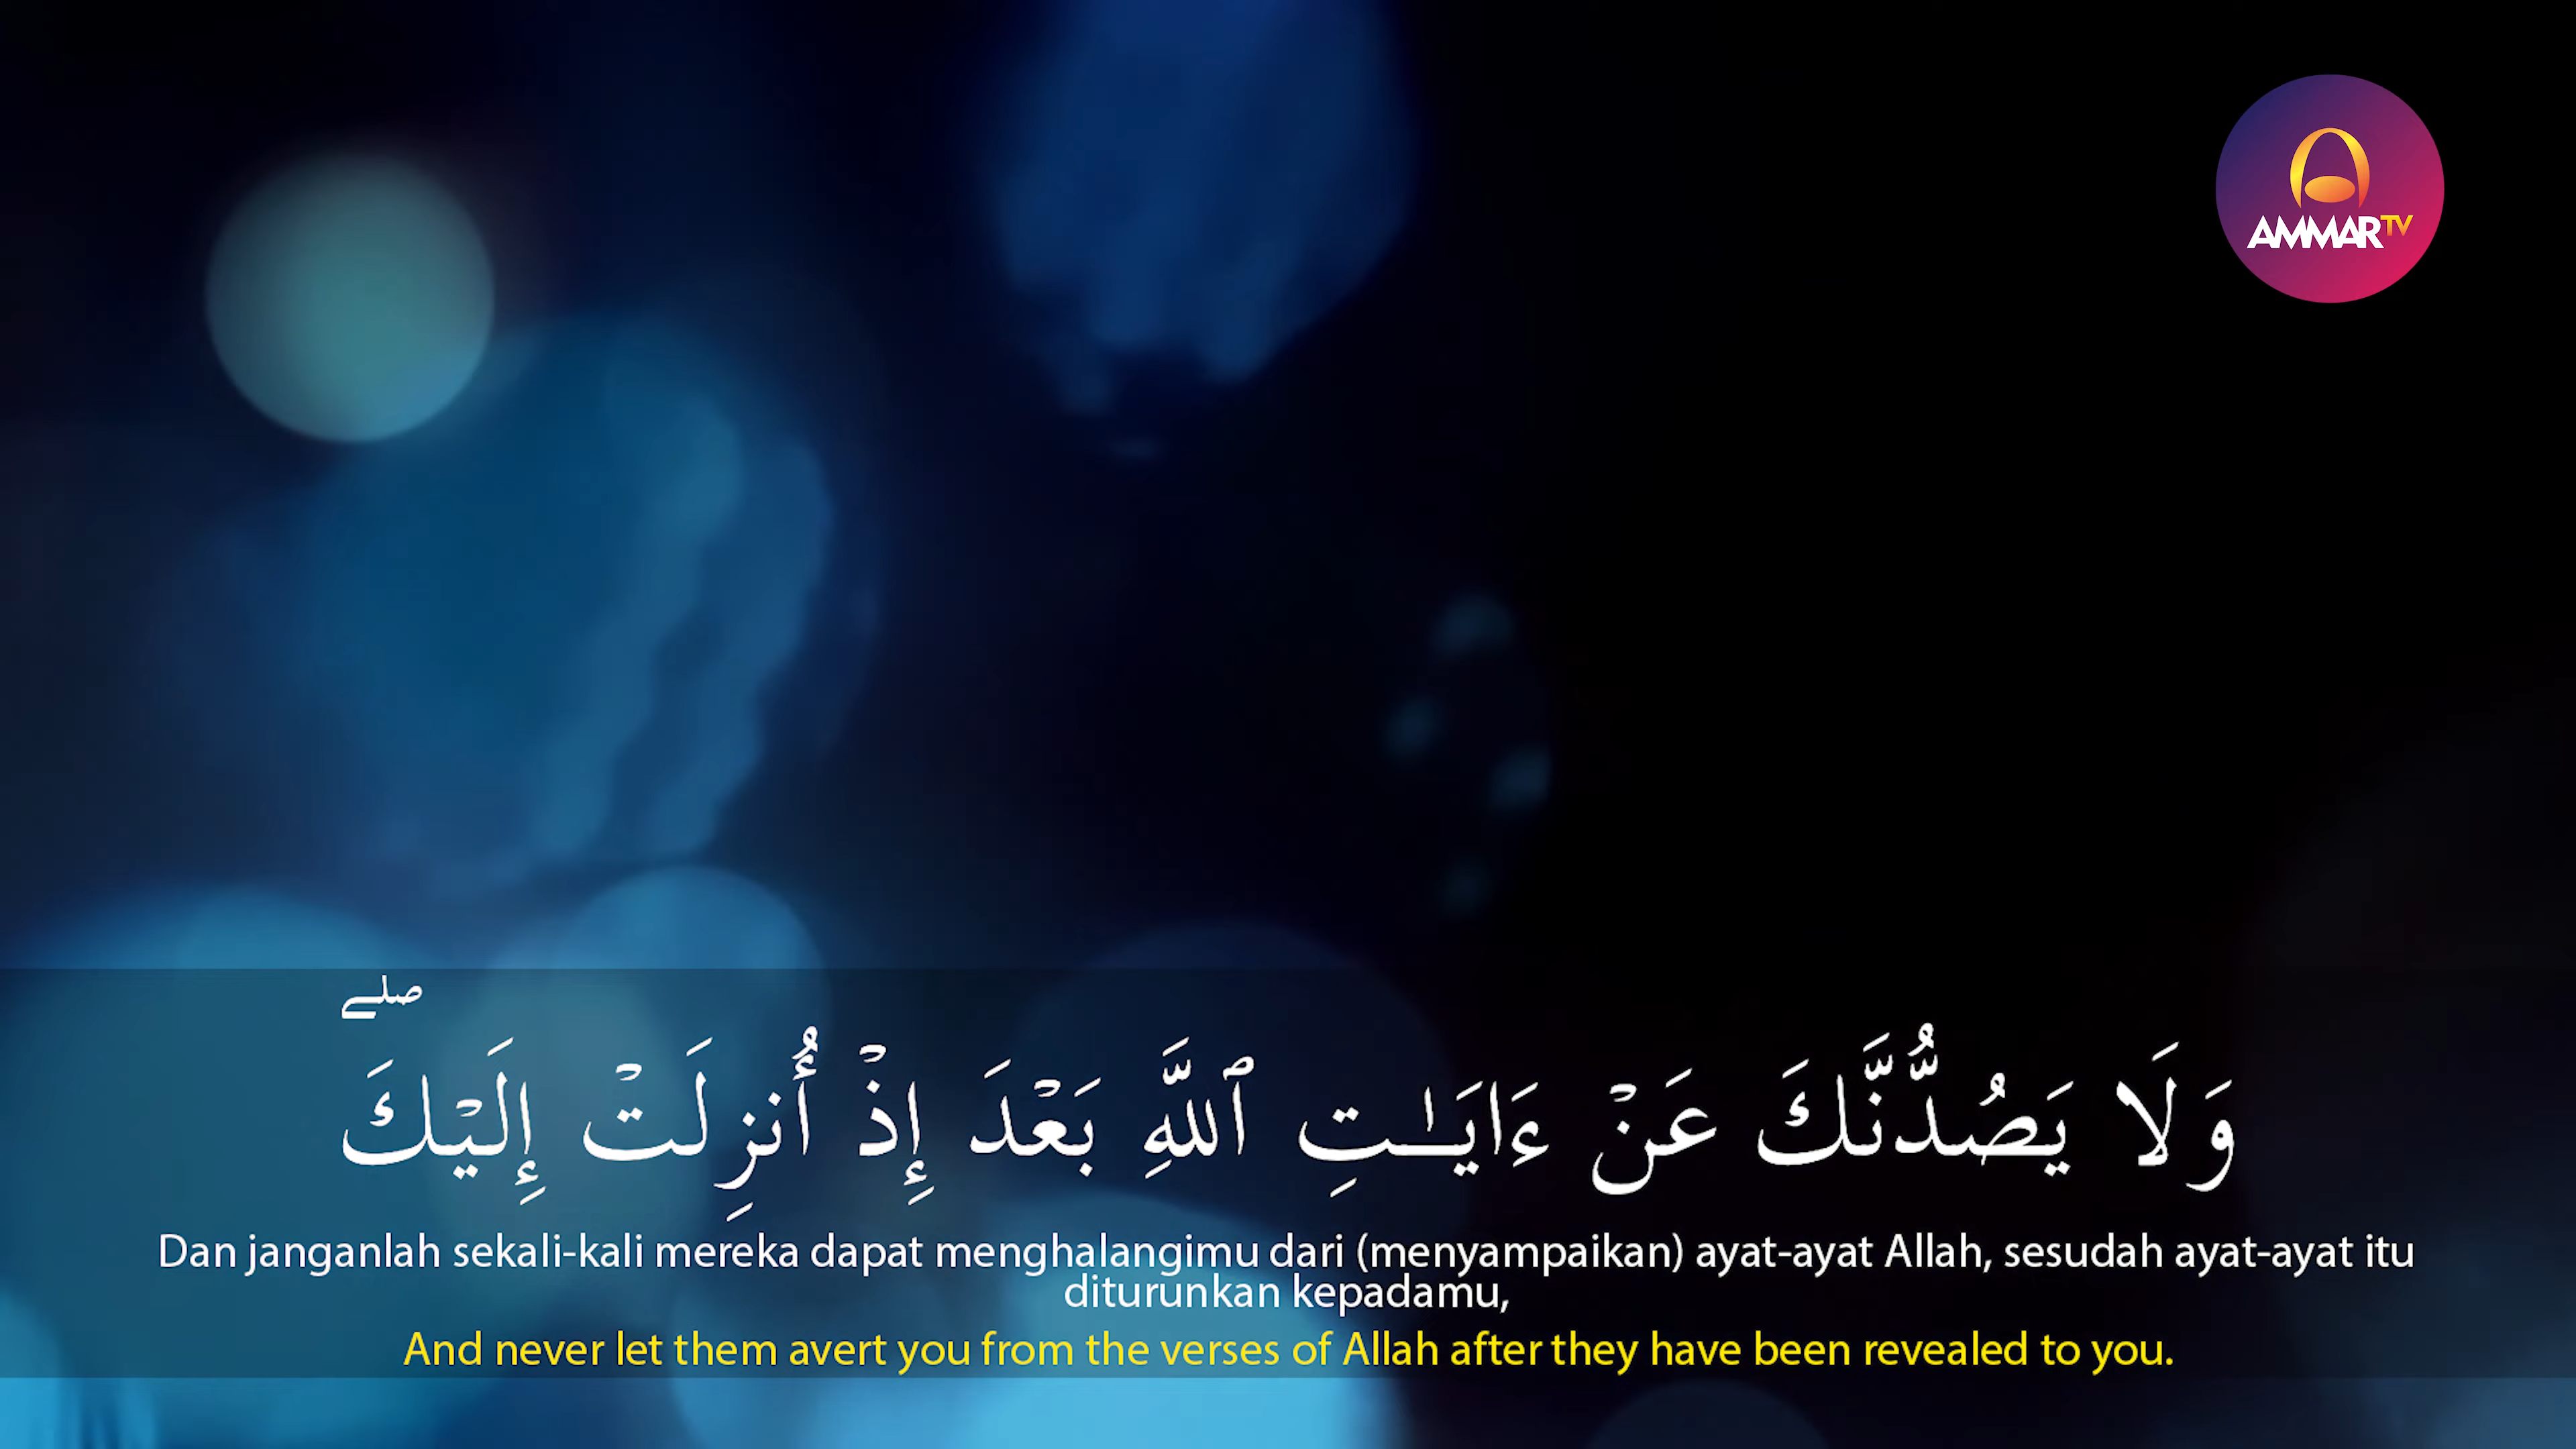 AMMARTV
وَلَا يَصُدُّنَّكَ عَنْ ءَايَـٰتِ ٱللَّهِ بَعْدَ إِذْ أُنزِلَتْ إِلَيْكَ ۖ
Dan janganlah sekali-kali mereka dapat menghalangimu dari (menyampaikan) ayat-ayat Allah, sesudah ayat-ayat itu
diturunkan kepadamu,
And never let them avert you from the verses of Allah after they have been revealed to you.